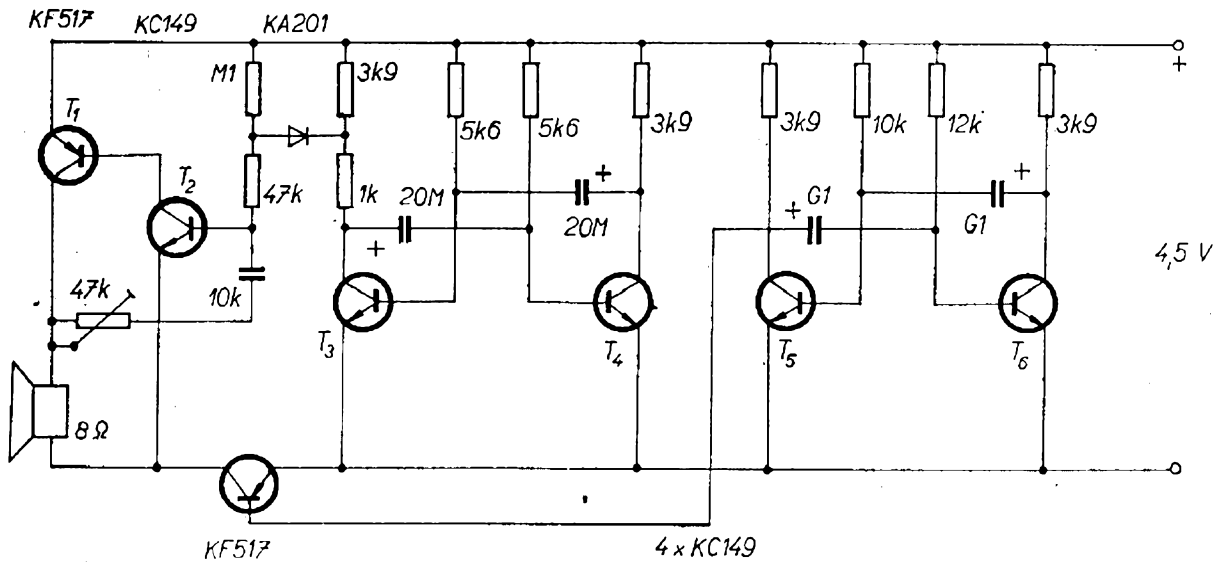 KF517 KC149 KA201
+
M1 3k9 5k6 5k6 3k9 3k9 10k 12k 3k9
T1
T2
47k 1k 20M + 20M + G1 + G1
4,5 V
47k 10k +
T3 T4 T5 T6
8Ω
KF517 4 x KC149